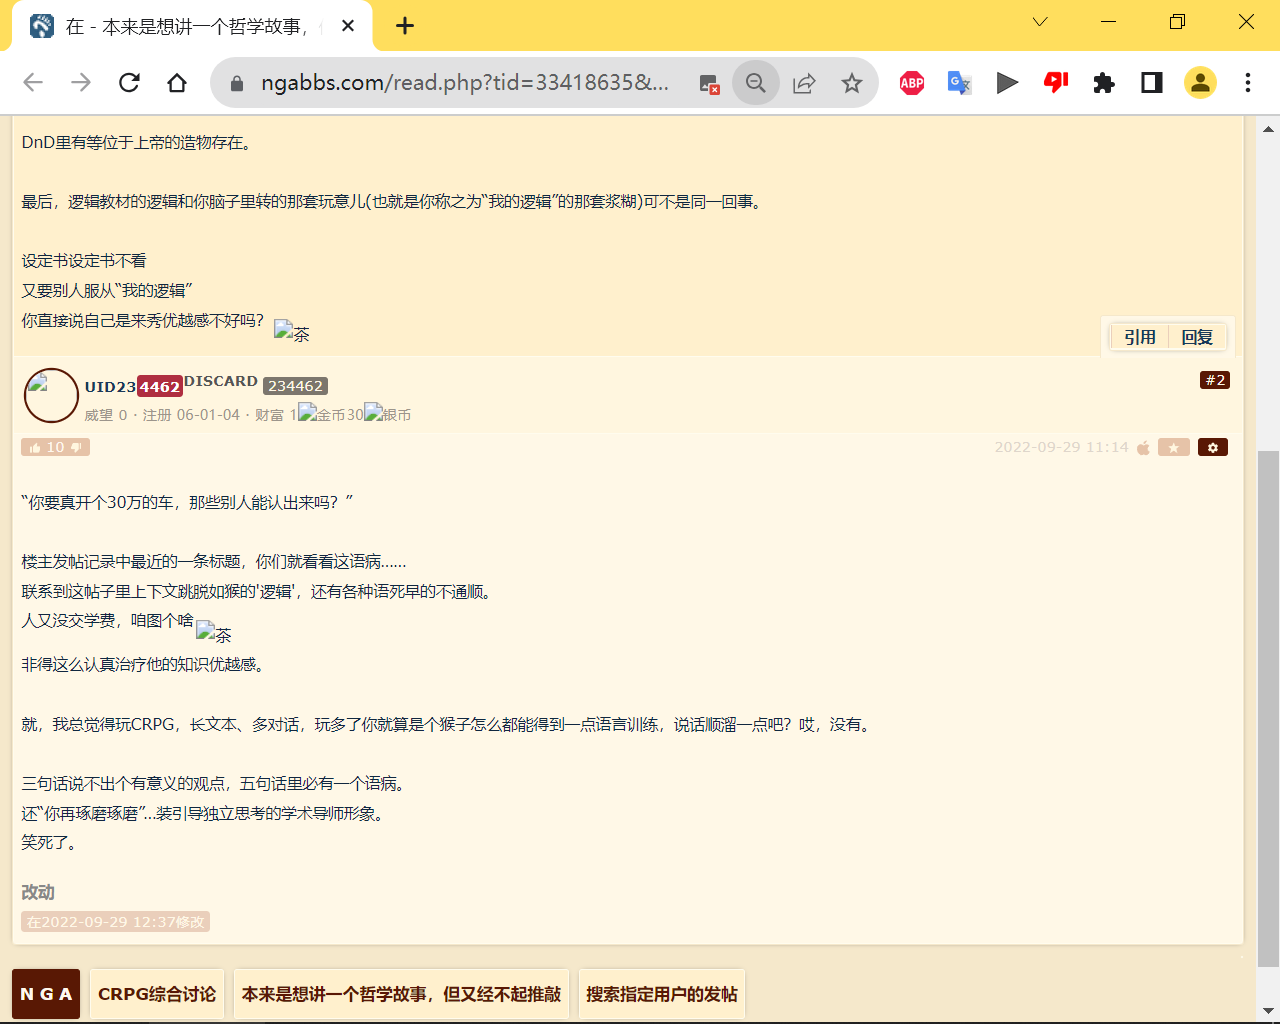 在 - 本来是想讲一个哲学故事，
ngabbs.com/read.php?tid=33418635&...
ABP
DnD里有等位于上帝的造物存在。
最后，逻辑教材的逻辑和你脑子里转的那套玩意儿(也就是你称之为“我的逻辑”的那套浆糊)可不是同一回事。
设定书设定书不看
又要别人服从“我的逻辑”
你直接说自己是来秀优越感不好吗？ 茶
引用 回复
UID234462 DISCARD 234462 #2
威望 0 · 注册 06-01-04 · 财富 1金币30银币
10 2022-09-29 11:14
“你要真开个30万的车，那些别人能认出来吗？”
楼主发帖记录中最近的一条标题，你们就看看这语病……
联系到这帖子里上下文跳脱如猴的'逻辑'，还有各种语死早的不通顺。
人又没交学费，咱图个啥 茶
非得这么认真治疗他的知识优越感。
就，我总觉得玩CRPG，长文本、多对话，玩多了你就算是个猴子怎么都能得到一点语言训练，说话顺溜一点吧？哎，没有。
三句话说不出个有意义的观点，五句话里必有一个语病。
还“你再琢磨琢磨”...装引导独立思考的学术导师形象。
笑死了。
改动
在2022-09-29 12:37修改
NGA CRPG综合讨论 本来是想讲一个哲学故事，但又经不起推敲 搜索指定用户的发帖